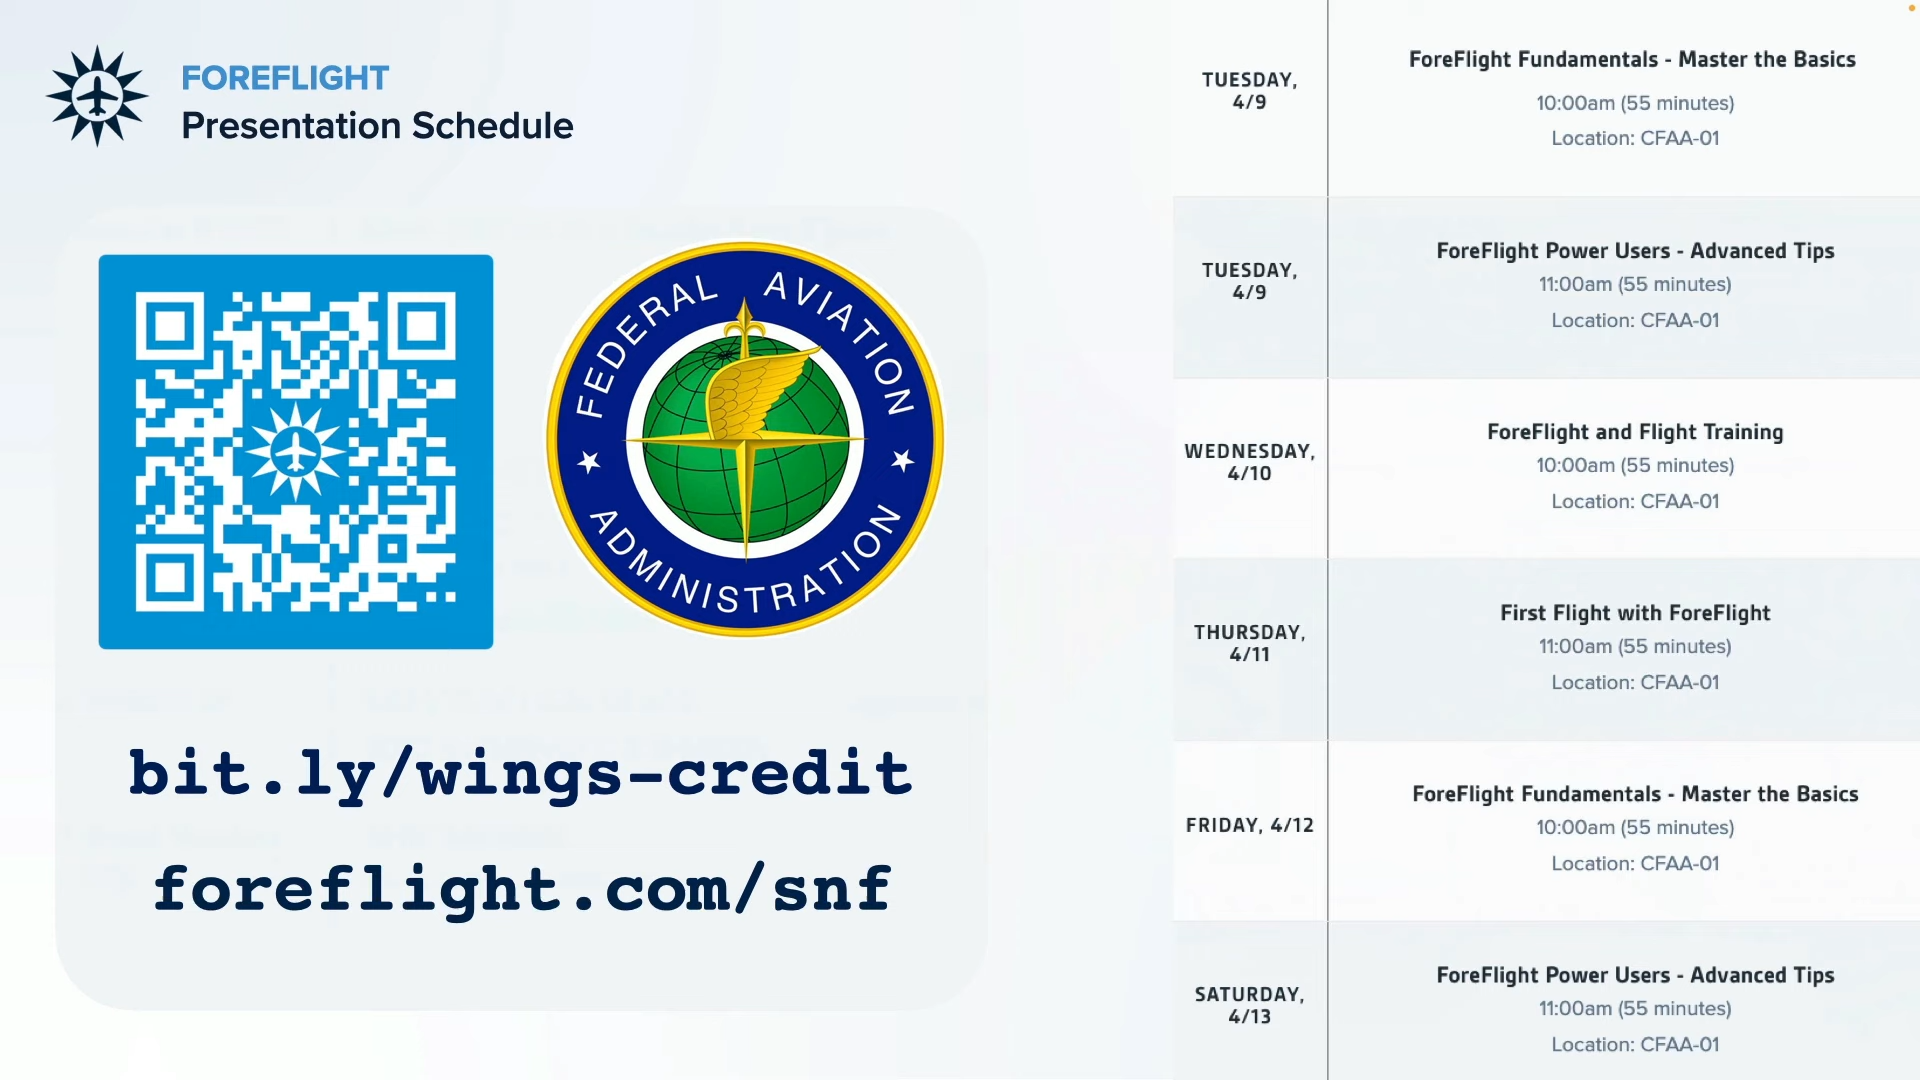 FOREFLIGHT
Presentation Schedule
FEDERAL AVIATION
ADMINISTRATION
bit.ly/wings-credit
foreflight.com/snf
TUESDAY,
4/9
ForeFlight Fundamentals - Master the Basics
10:00am (55 minutes)
Location: CFAA-01
TUESDAY,
4/9
ForeFlight Power Users - Advanced Tips
11:00am (55 minutes)
Location: CFAA-01
WEDNESDAY,
4/10
ForeFlight and Flight Training
10:00am (55 minutes)
Location: CFAA-01
THURSDAY,
4/11
First Flight with ForeFlight
11:00am (55 minutes)
Location: CFAA-01
FRIDAY, 4/12
ForeFlight Fundamentals - Master the Basics
10:00am (55 minutes)
Location: CFAA-01
SATURDAY,
4/13
ForeFlight Power Users - Advanced Tips
11:00am (55 minutes)
Location: CFAA-01